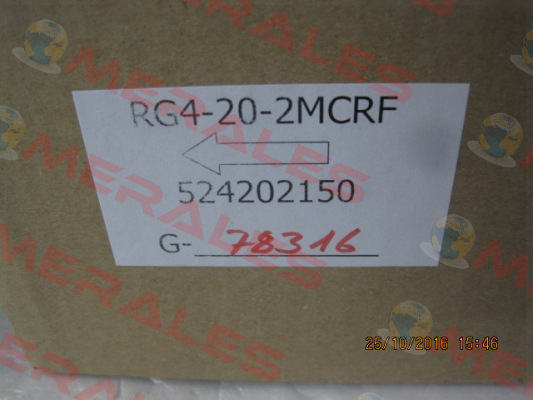 RG4-20-2MCRF
524202150
G- 78316
MERALES
25/10/2016 15:46